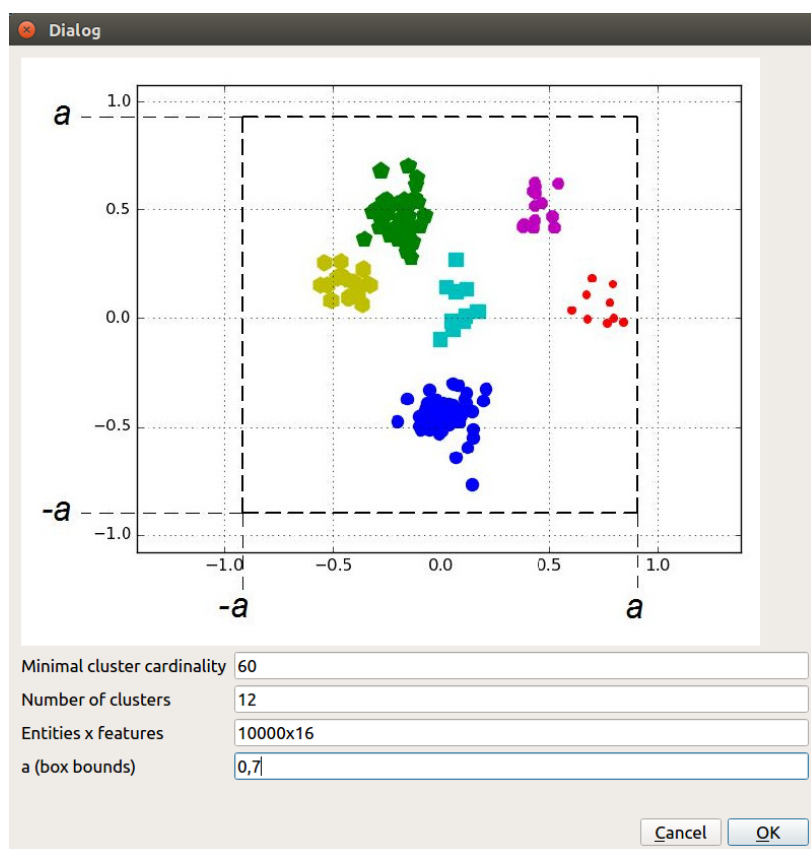 Dialog
1.0
a
0.5
0.0
−0.5
-a
−1.0
−1.0 −0.5 0.0 0.5 1.0
-a a
Minimal cluster cardinality 60
Number of clusters 12
Entities x features 10000x16
a (box bounds) 0,7
Cancel OK